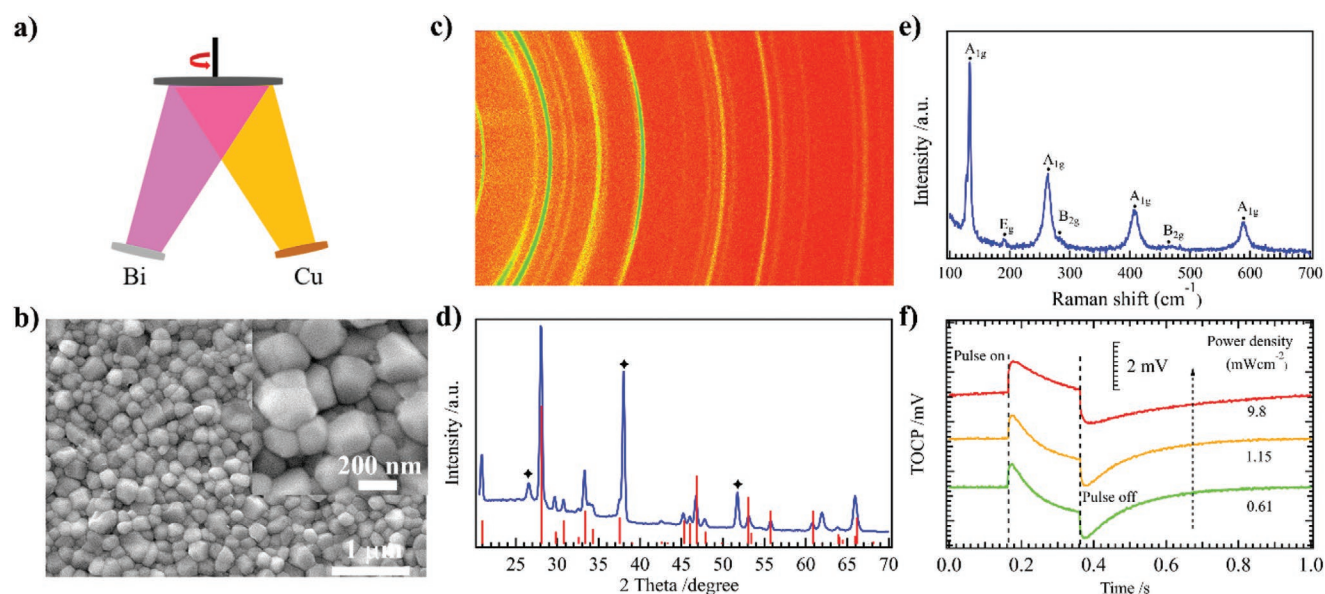 a)
Bi
Cu
b)
200 nm
1 μm
c)
d)
Intensity /a.u.
25 30 35 40 45 50 55 60 65 70
2 Theta /degree
e)
Intensity /a.u.
A1g
Eg
A1g
B2g
A1g
B2g
A1g
100 200 300 400 500 600 700
Raman shift (cm-1)
f)
TOCP /mV
Pulse on
2 mV
Power density
(mWcm-2)
9.8
1.15
Pulse off
0.61
0.0 0.2 0.4 0.6 0.8 1.0
Time /s